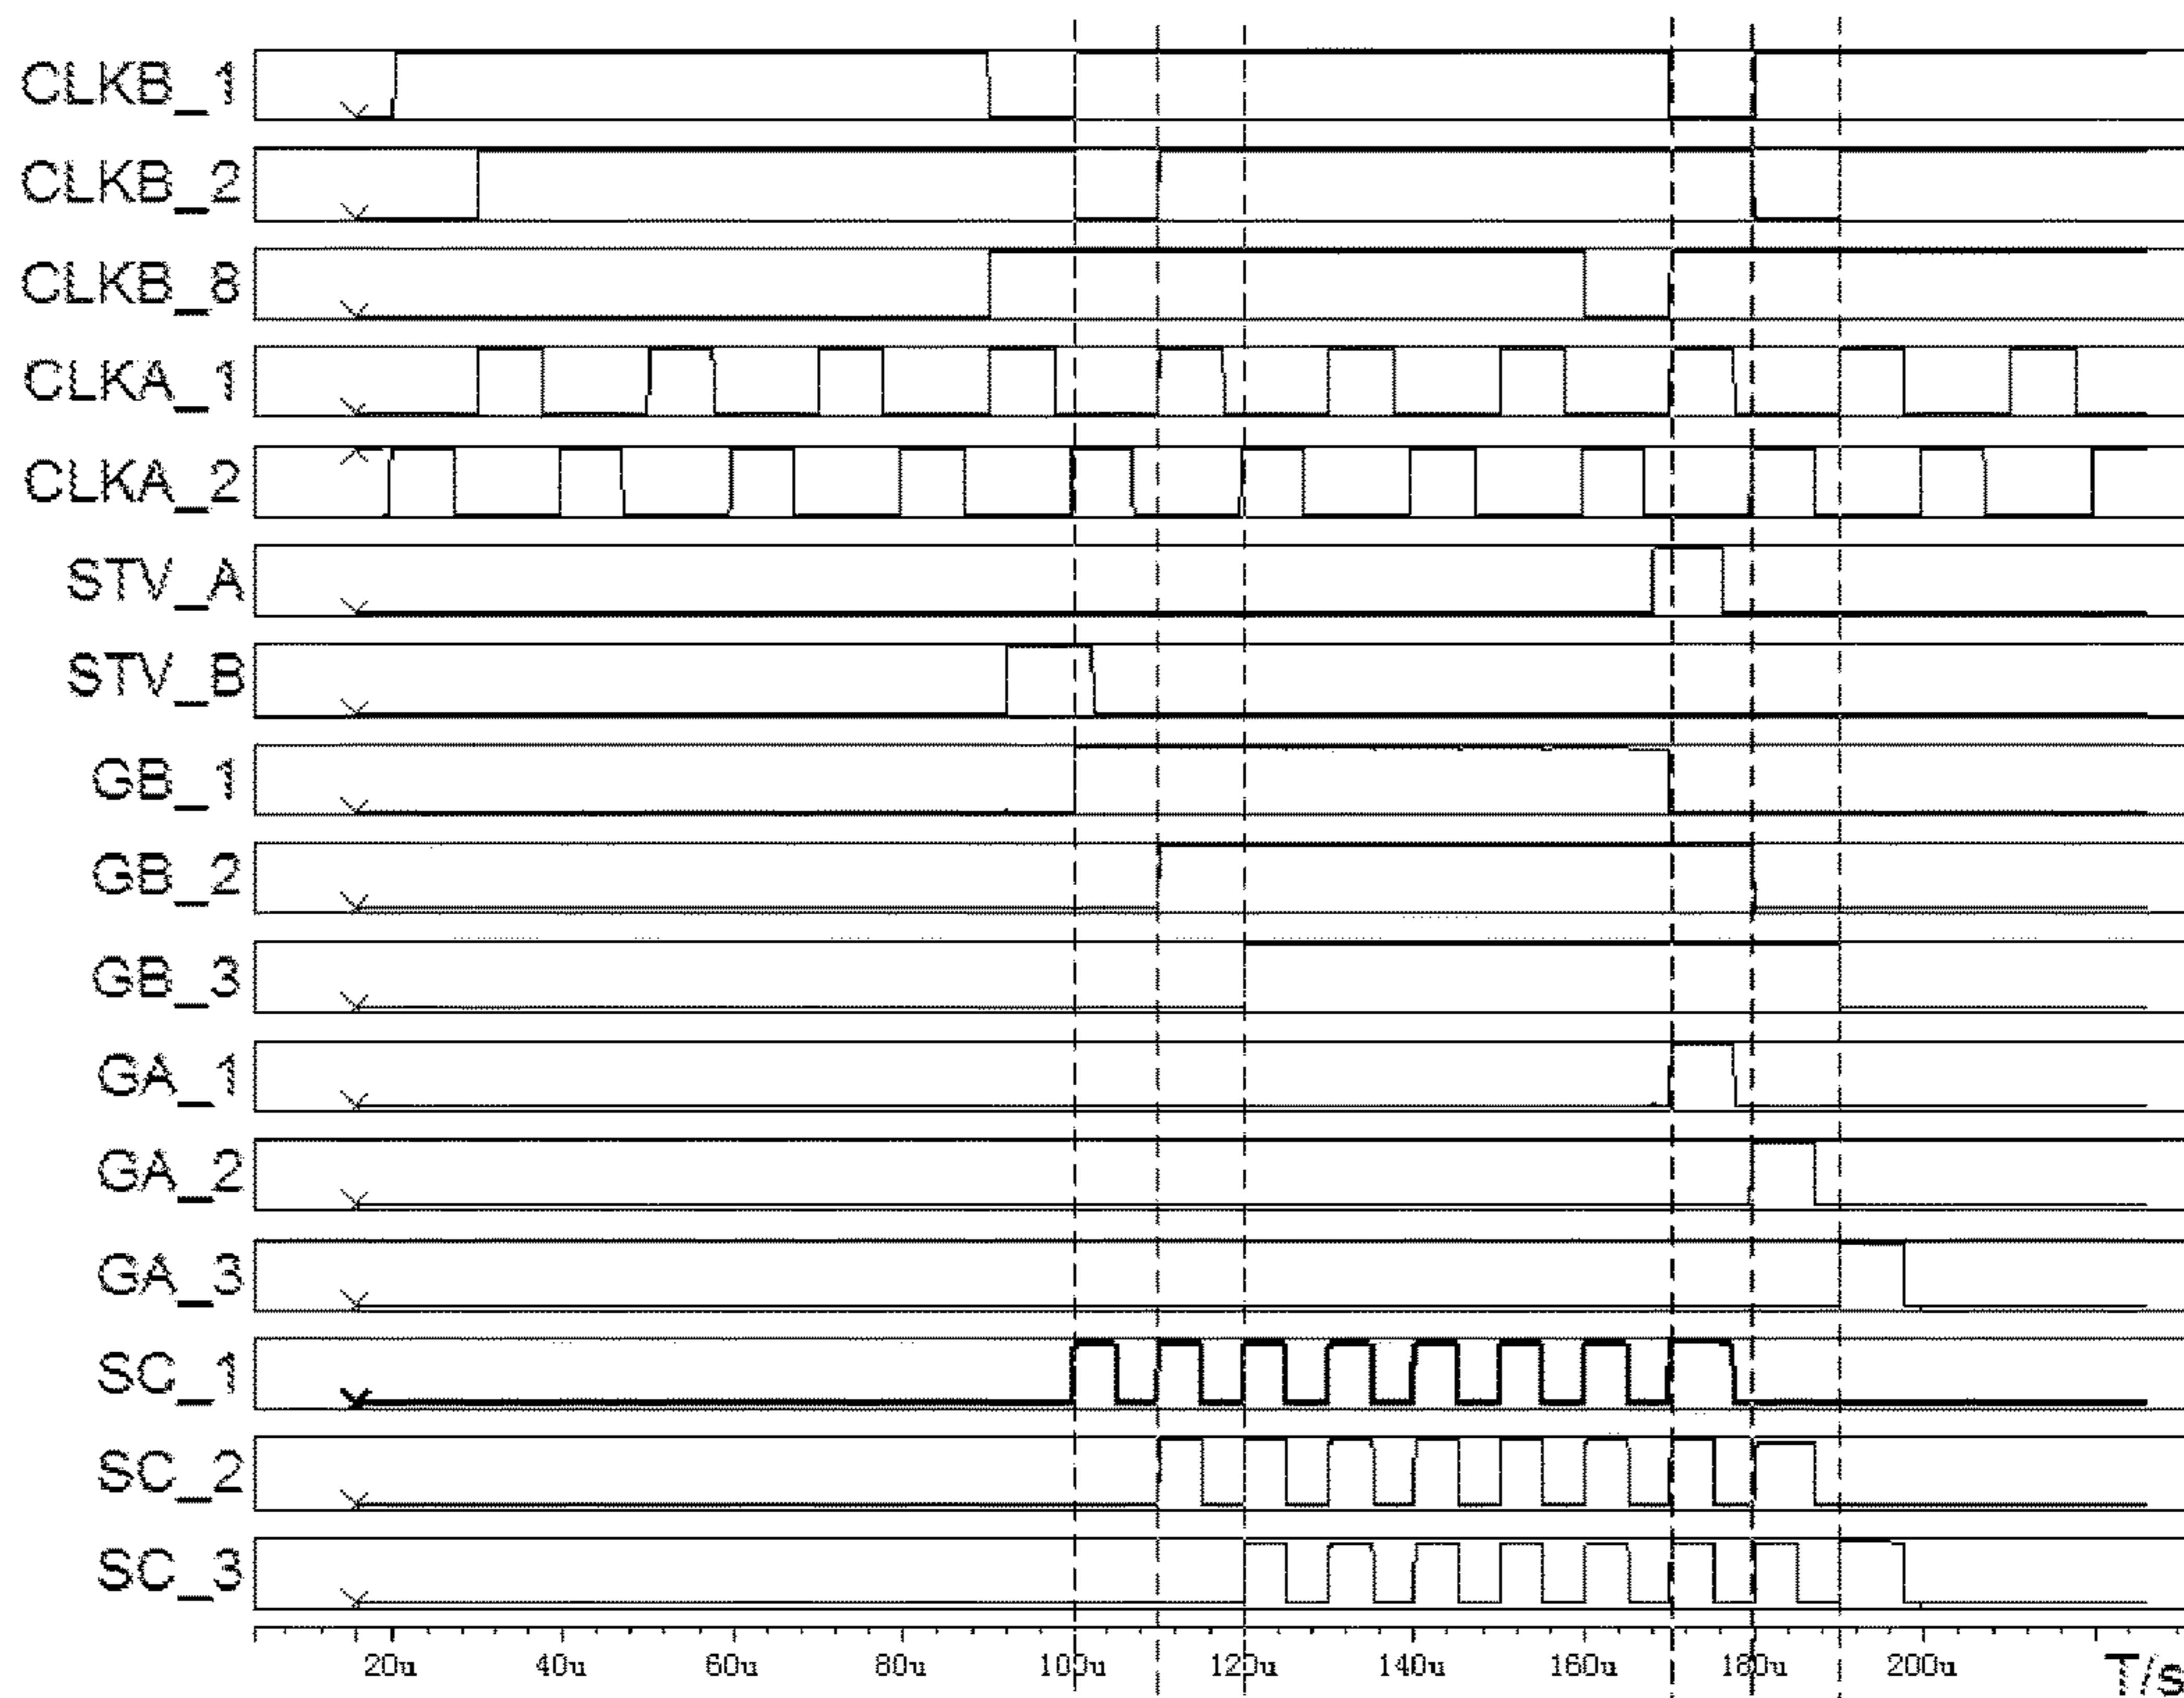 CLKB_1
CLKB_2
CLKB_8
CLKA_1
CLKA_2
STV_A
STV_B
GB_1
GB_2
GB_3
GA_1
GA_2
GA_3
SC_1
SC_2
SC_3
20u 40u 60u 80u 100u 120u 140u 160u 180u 200u T/s